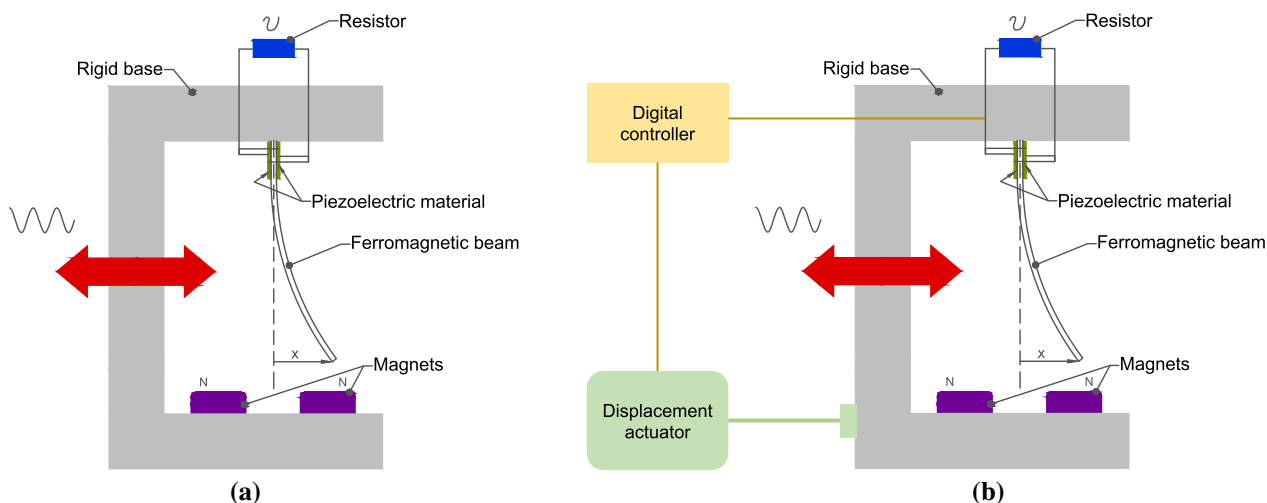 υ
Resistor
Rigid base
Piezoelectric material
Ferromagnetic beam
x
Magnets
N
N
(a)
υ
Resistor
Rigid base
Digital
controller
Piezoelectric material
Ferromagnetic beam
x
Magnets
N
N
Displacement
actuator
(b)